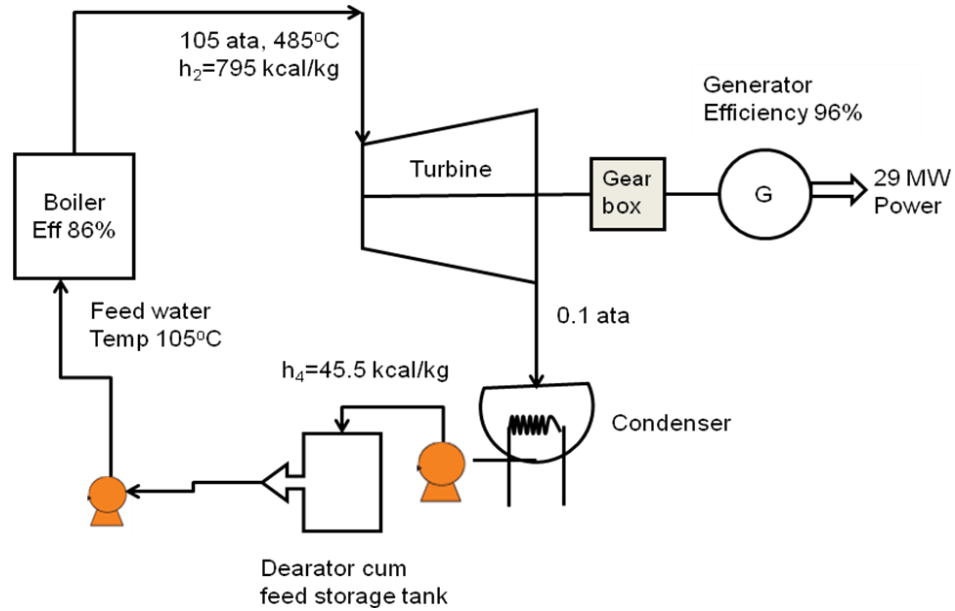 105 ata, 485⁰C
h₂=795 kcal/kg
Generator
Efficiency 96%
Turbine
Gear
box
G
29 MW
Power
Boiler
Eff 86%
Feed water
Temp 105⁰C
0.1 ata
h₄=45.5 kcal/kg
Condenser
Dearator cum
feed storage tank